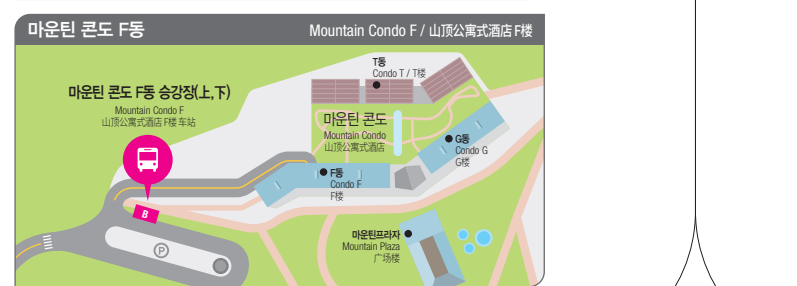 마운틴 콘도 F동
Mountain Condo F / 山顶公寓式酒店 F楼
T동
Condo T / T楼
마운틴 콘도 F동 승강장(上,下)
Mountain Condo F
山顶公寓式酒店 F楼 车站
마운틴 콘도
Mountain Condo
山顶公寓式酒店
G동
Condo G
G楼
F동
Condo F
F楼
B
P
마운틴프라자
Mountain Plaza
广场楼